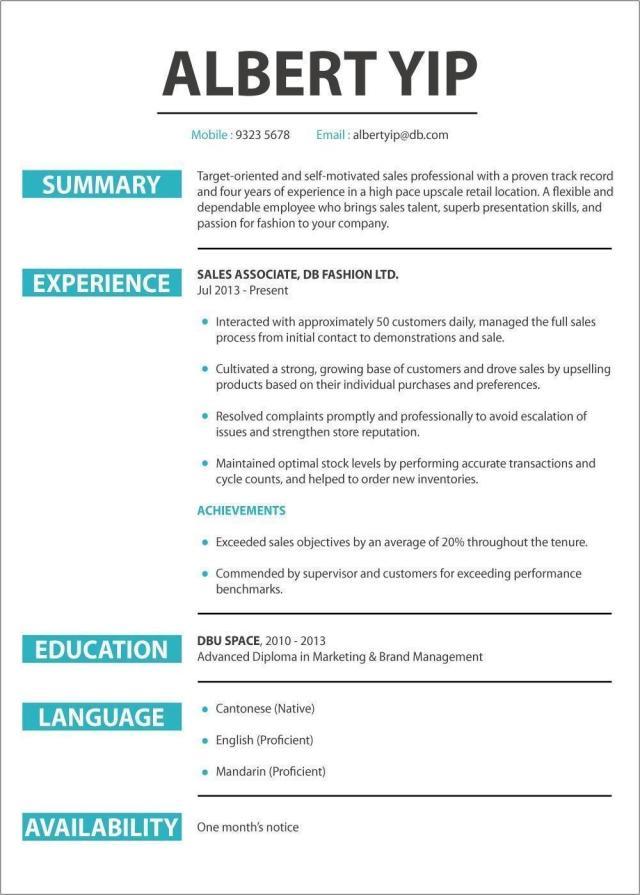 ALBERT YIP
Mobile : 9323 5678 Email : albertyip@db.com
SUMMARY
Target-oriented and self-motivated sales professional with a proven track record
and four years of experience in a high pace upscale retail location. A flexible and
dependable employee who brings sales talent, superb presentation skills, and
passion for fashion to your company.
EXPERIENCE
SALES ASSOCIATE, DB FASHION LTD.
Jul 2013 - Present
• Interacted with approximately 50 customers daily, managed the full sales
process from initial contact to demonstrations and sale.
• Cultivated a strong, growing base of customers and drove sales by upselling
products based on their individual purchases and preferences.
• Resolved complaints promptly and professionally to avoid escalation of
issues and strengthen store reputation.
• Maintained optimal stock levels by performing accurate transactions and
cycle counts, and helped to order new inventories.
ACHIEVEMENTS
• Exceeded sales objectives by an average of 20% throughout the tenure.
• Commended by supervisor and customers for exceeding performance
benchmarks.
EDUCATION
DBU SPACE, 2010 - 2013
Advanced Diploma in Marketing & Brand Management
LANGUAGE
• Cantonese (Native)
• English (Proficient)
• Mandarin (Proficient)
AVAILABILITY
One month's notice